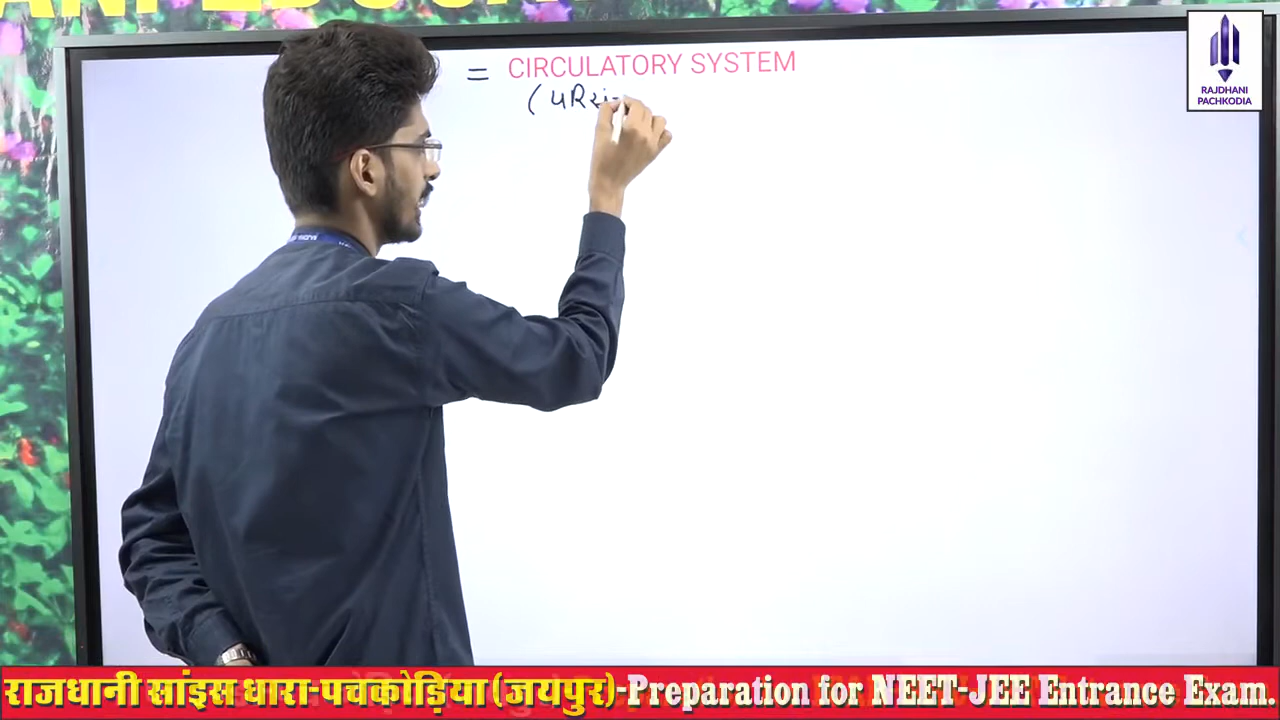 = CIRCULATORY SYSTEM
RAJDHANI
PACHKODIA
राजधानी सांइस धारा-पचकोड़िया (जयपुर)-Preparation for NEET-JEE Entrance Exam.